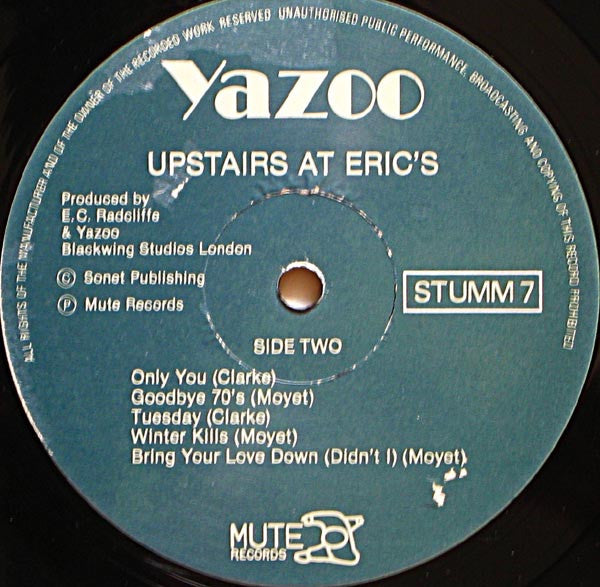 ALL RIGHTS OF THE MANUFACTURER AND OF THE OWNER OF THE RECORDED WORK RESERVED UNAUTHORISED PUBLIC PERFORMANCE, BROADCASTING AND COPYING OF THIS RECORD PROHIBITED
Yazoo
UPSTAIRS AT ERIC'S
Produced by
E.C. Radcliffe
& Yazoo
Blackwing Studios London
© Sonet Publishing
℗ Mute Records
STUMM 7
SIDE TWO
Only You (Clarke)
Goodbye 70's (Moyet)
Tuesday (Clarke)
Winter Kills (Moyet)
Bring Your Love Down (Didn't I) (Moyet)
MUTE
RECORDS